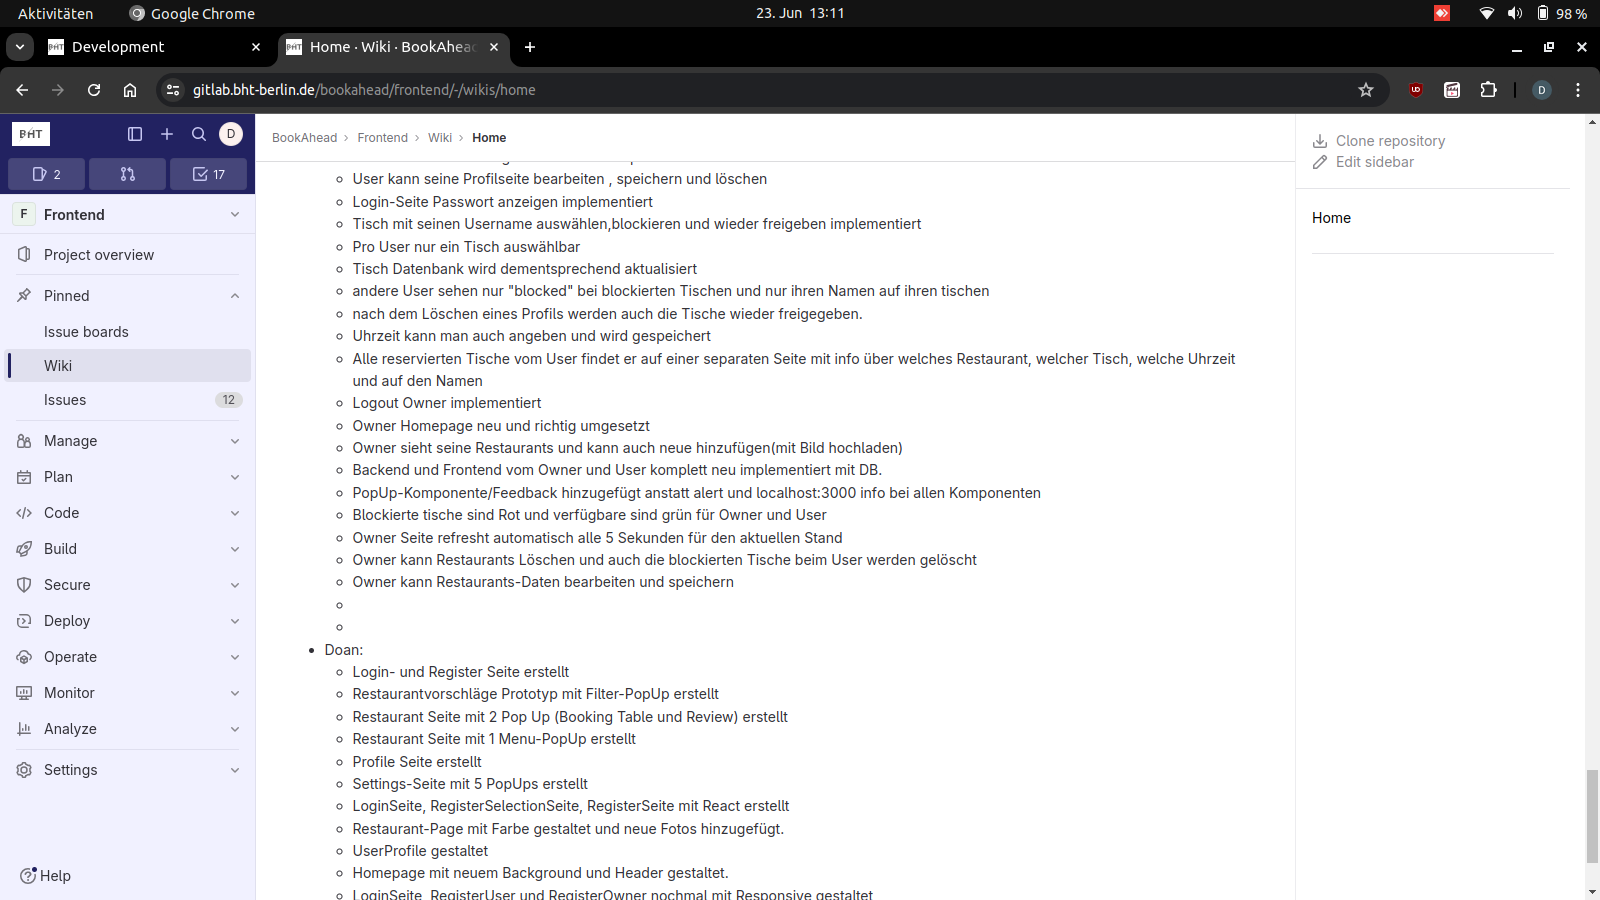 Aktivitäten
Google Chrome
23. Jun 13:11
98 %
BHT
Development
BHT
Home · Wiki · BookAhead
gitlab.bht-berlin.de/bookahead/frontend/-/wikis/home
D
BHT
D
2
17
F Frontend
Project overview
Pinned
Issue boards
Wiki
Issues 12
Manage
Plan
Code
Build
Secure
Deploy
Operate
Monitor
Analyze
Settings
Help
BookAhead › Frontend › Wiki › Home
User kann seine Profilseite bearbeiten , speichern und löschen
Login-Seite Passwort anzeigen implementiert
Tisch mit seinen Username auswählen,blockieren und wieder freigeben implementiert
Pro User nur ein Tisch auswählbar
Tisch Datenbank wird dementsprechend aktualisiert
andere User sehen nur "blocked" bei blockierten Tischen und nur ihren Namen auf ihren tischen
nach dem Löschen eines Profils werden auch die Tische wieder freigegeben.
Uhrzeit kann man auch angeben und wird gespeichert
Alle reservierten Tische vom User findet er auf einer separaten Seite mit info über welches Restaurant, welcher Tisch, welche Uhrzeit
und auf den Namen
Logout Owner implementiert
Owner Homepage neu und richtig umgesetzt
Owner sieht seine Restaurants und kann auch neue hinzufügen(mit Bild hochladen)
Backend und Frontend vom Owner und User komplett neu implementiert mit DB.
PopUp-Komponente/Feedback hinzugefügt anstatt alert und localhost:3000 info bei allen Komponenten
Blockierte tische sind Rot und verfügbare sind grün für Owner und User
Owner Seite refresht automatisch alle 5 Sekunden für den aktuellen Stand
Owner kann Restaurants Löschen und auch die blockierten Tische beim User werden gelöscht
Owner kann Restaurants-Daten bearbeiten und speichern
Doan:
Login- und Register Seite erstellt
Restaurantvorschläge Prototyp mit Filter-PopUp erstellt
Restaurant Seite mit 2 Pop Up (Booking Table und Review) erstellt
Restaurant Seite mit 1 Menu-PopUp erstellt
Profile Seite erstellt
Settings-Seite mit 5 PopUps erstellt
LoginSeite, RegisterSelectionSeite, RegisterSeite mit React erstellt
Restaurant-Page mit Farbe gestaltet und neue Fotos hinzugefügt.
UserProfile gestaltet
Homepage mit neuem Background und Header gestaltet.
LoginSeite, RegisterUser und RegisterOwner nochmal mit Responsive gestaltet
Clone repository
Edit sidebar
Home